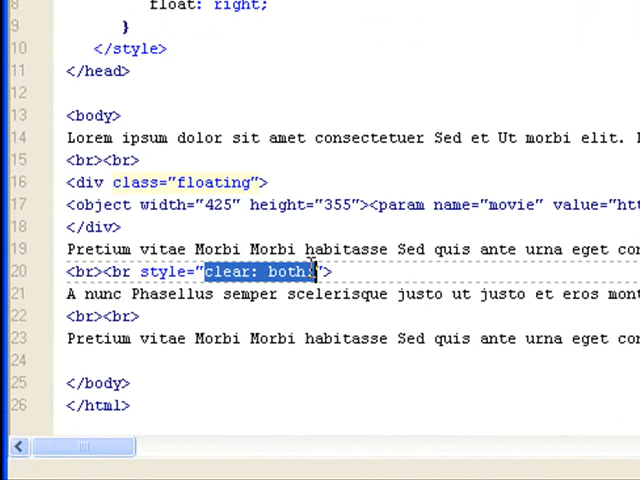 8 float: right;
9 }
10 </style>
11 </head>
12
13 <body>
14 Lorem ipsum dolor sit amet consectetuer Sed et Ut morbi elit.
15 <br><br>
16 <div class="floating">
17 <object width="425" height="355"><param name="movie" value="htt
18 </div>
19 Pretium vitae Morbi Morbi habitasse Sed quis ante urna eget con
20 <br><br style="clear: both;">
21 A nunc Phasellus semper scelerisque justo ut justo et eros mont
22 <br><br>
23 Pretium vitae Morbi Morbi habitasse Sed quis ante urna eget con
24
25 </body>
26 </html>